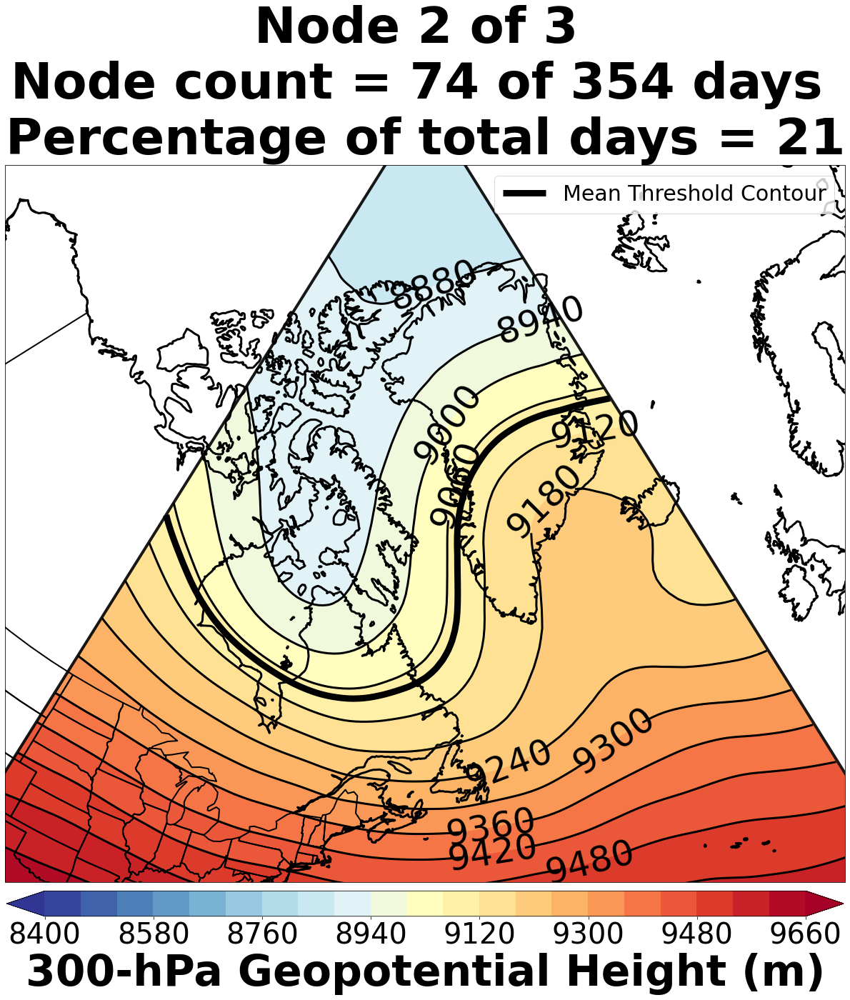 Node 2 of 3
Node count = 74 of 354 days
Percentage of total days = 21
Mean Threshold Contour
8880
8940
9000
9120
9060
9180
9300
9240
9360
9420
9480
8400 8580 8760 8940 9120 9300 9480 9660
300-hPa Geopotential Height (m)